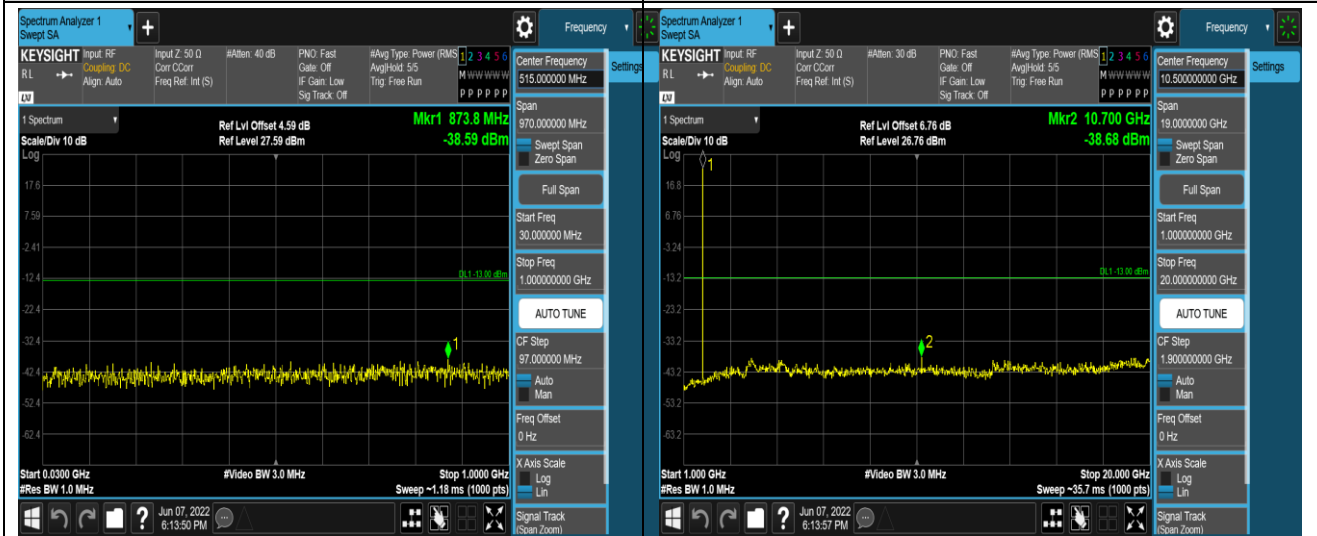 Spectrum Analyzer 1
Swept SA
+
Frequency
KEYSIGHT
RL
LXI
Input: RF
Coupling: DC
Align: Auto
Input Z: 50 Ω
Corr CCorr
Freq Ref: Int (S)
#Atten: 40 dB
PNO: Fast
Gate: Off
IF Gain: Low
Sig Track: Off
#Avg Type: Power (RMS
Avg|Hold: 5/5
Trig: Free Run
1 2 3 4 5 6
M W W W W W
P P P P P P
Center Frequency
515.000000 MHz
Settings
Span
970.000000 MHz
Swept Span
Zero Span
Full Span
Start Freq
30.000000 MHz
Stop Freq
1.000000000 GHz
AUTO TUNE
CF Step
97.000000 MHz
Auto
Man
Freq Offset
0 Hz
X Axis Scale
Log
Lin
Signal Track
(Span Zoom)
1 Spectrum
Scale/Div 10 dB
Log
Ref Lvl Offset 4.59 dB
Ref Level 27.59 dBm
Mkr1 873.8 MHz
-38.59 dBm
17.6
7.59
-2.41
-12.4
DL1 -13.00 dBm
-22.4
-32.4
1
-42.4
-52.4
-62.4
Start 0.0300 GHz
#Video BW 3.0 MHz
Stop 1.0000 GHz
#Res BW 1.0 MHz
Sweep ~1.18 ms (1000 pts)
?
Jun 07, 2022
6:13:50 PM
Spectrum Analyzer 1
Swept SA
+
Frequency
KEYSIGHT
RL
LXI
Input: RF
Coupling: DC
Align: Auto
Input Z: 50 Ω
Corr CCorr
Freq Ref: Int (S)
#Atten: 30 dB
PNO: Fast
Gate: Off
IF Gain: Low
Sig Track: Off
#Avg Type: Power (RMS
Avg|Hold: 5/5
Trig: Free Run
1 2 3 4 5 6
M W W W W W
P P P P P P
Center Frequency
10.500000000 GHz
Settings
Span
19.0000000 GHz
Swept Span
Zero Span
Full Span
Start Freq
1.000000000 GHz
Stop Freq
20.000000000 GHz
AUTO TUNE
CF Step
1.900000000 GHz
Auto
Man
Freq Offset
0 Hz
X Axis Scale
Log
Lin
Signal Track
(Span Zoom)
1 Spectrum
Scale/Div 10 dB
Log
Ref Lvl Offset 6.76 dB
Ref Level 26.76 dBm
Mkr2 10.700 GHz
-38.68 dBm
1
16.8
6.76
-3.24
-13.2
DL1 -13.00 dBm
-23.2
-33.2
2
-43.2
-53.2
-63.2
Start 1.000 GHz
#Video BW 3.0 MHz
Stop 20.000 GHz
#Res BW 1.0 MHz
Sweep ~35.7 ms (1000 pts)
?
Jun 07, 2022
6:13:57 PM